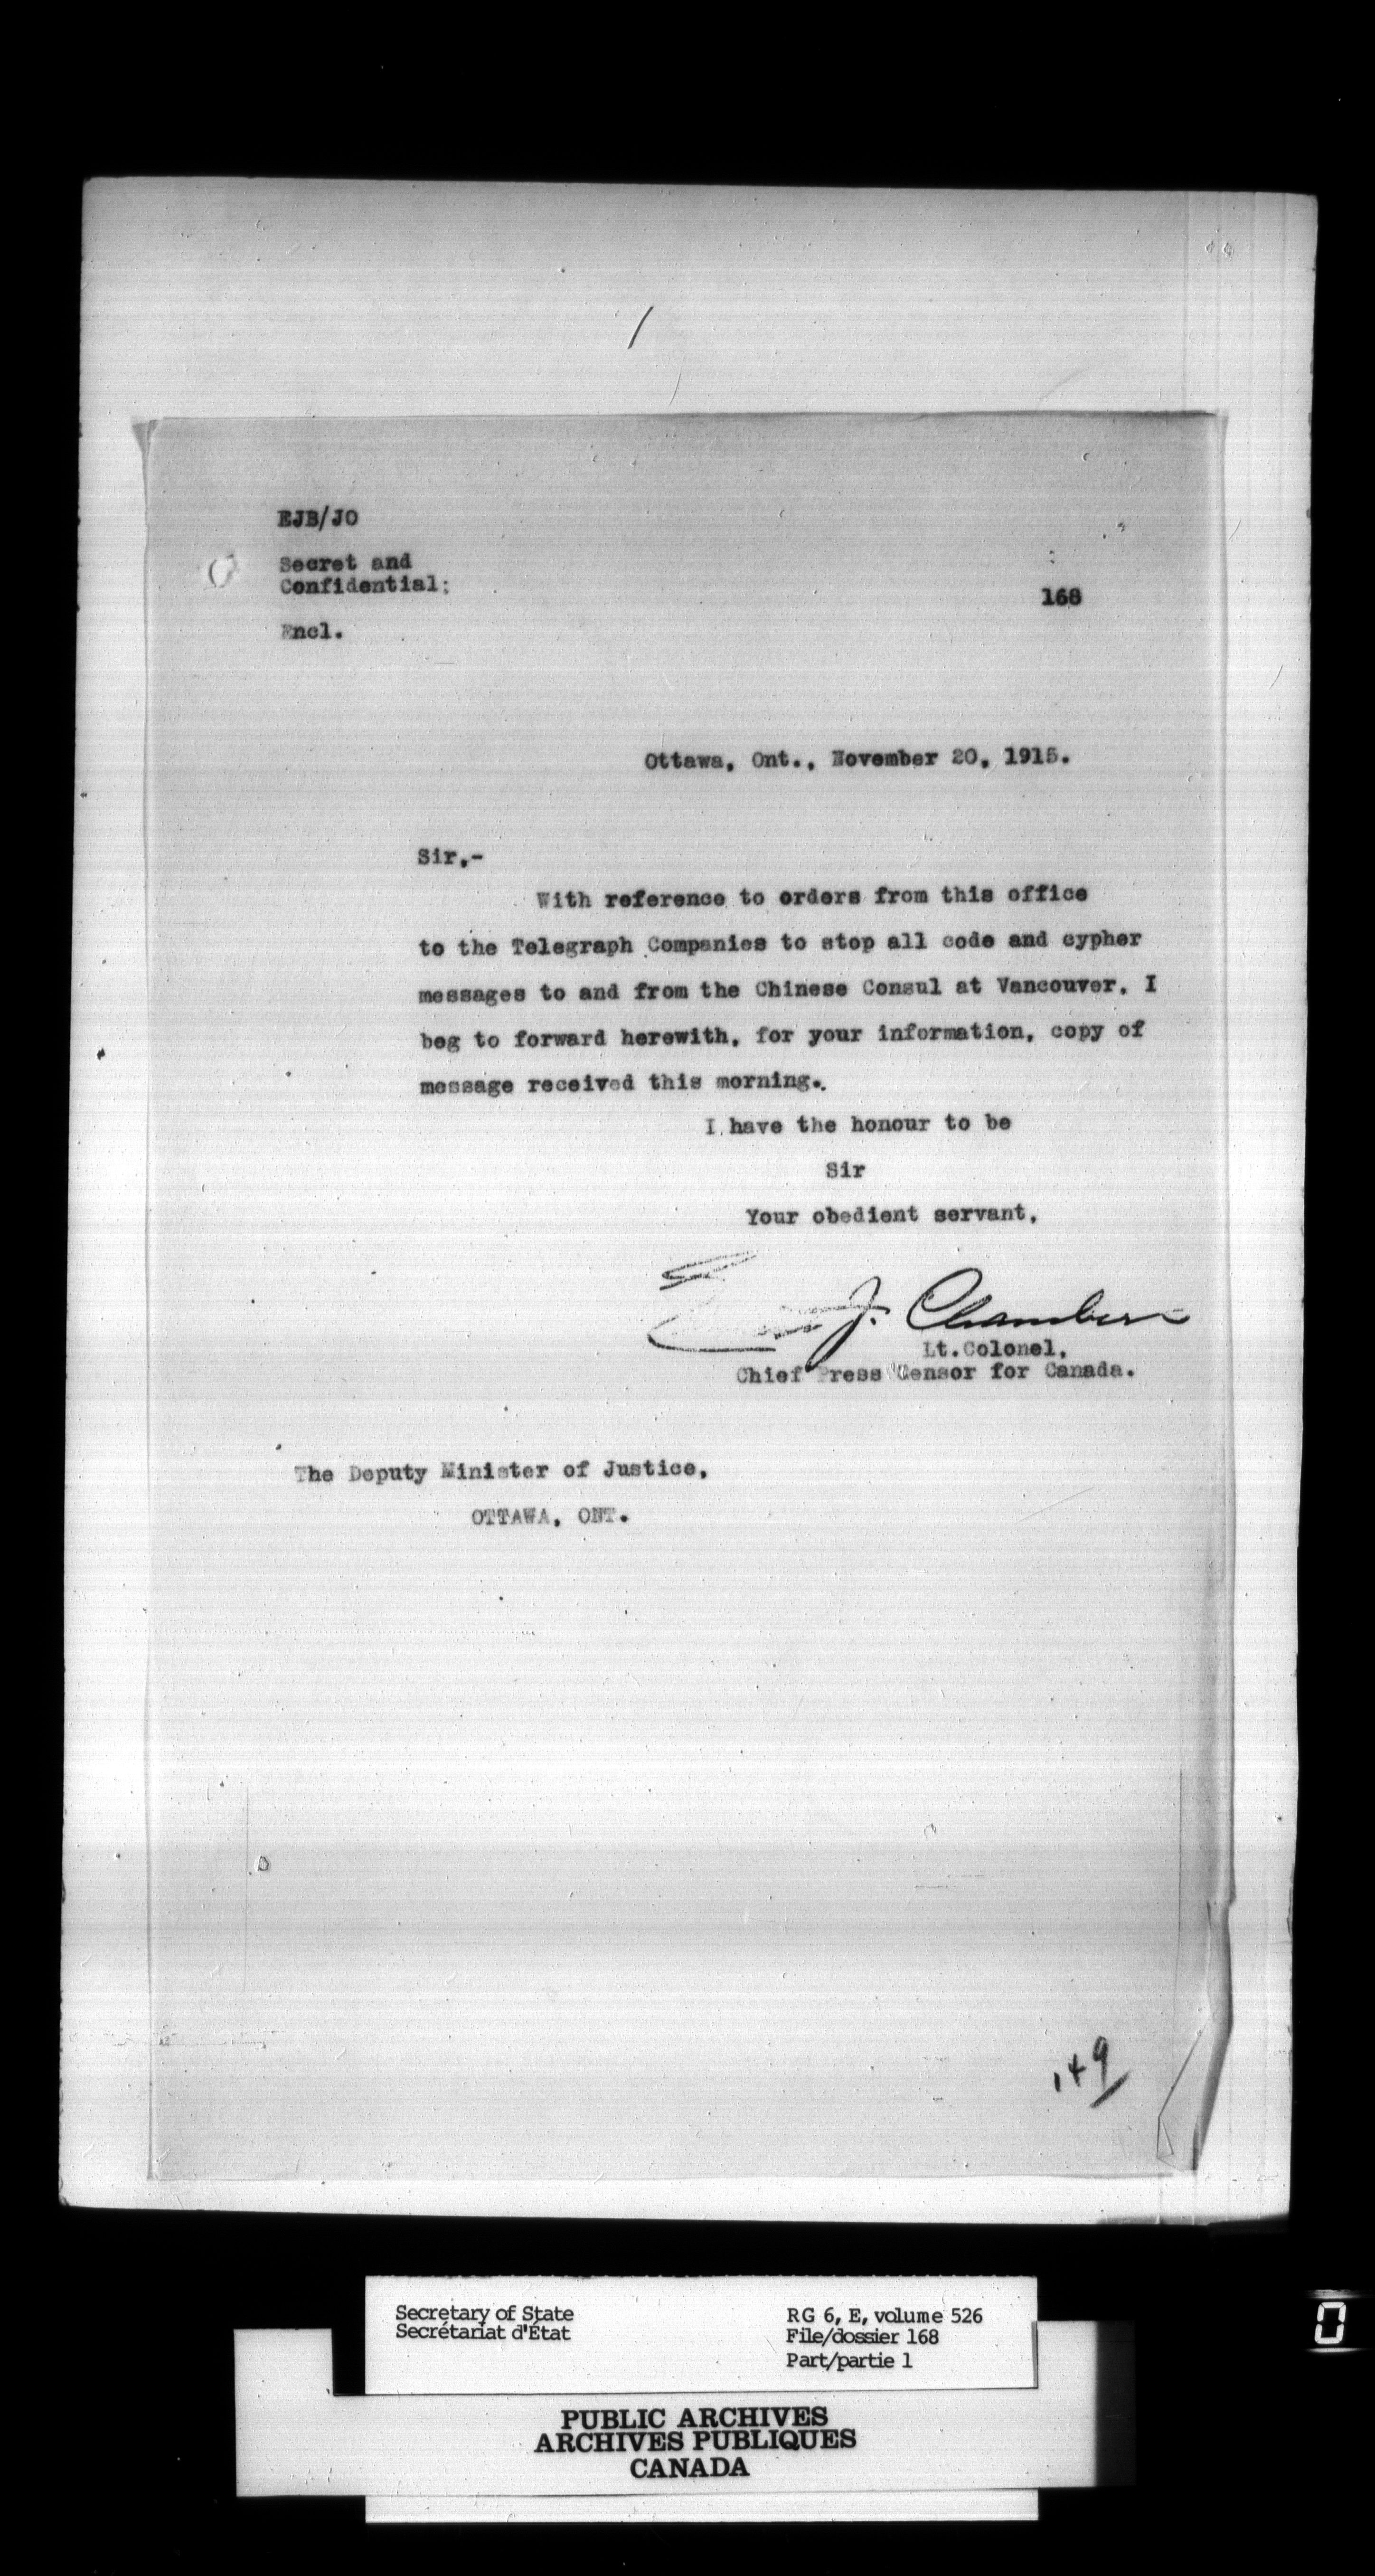 EJB/JO
Secret and
Confidential;
168
Encl.
Ottawa, Ont., November 20, 1915.
Sir,-
With reference to orders from this office
to the Telegraph Companies to stop all code and cypher
messages to and from the Chinese Consul at Vancouver, I
beg to forward herewith, for your information, copy of
message received this morning.
I have the honour to be
Sir
Your obedient servant,
J. Chambers
Lt.Colonel,
Chief Press Censor for Canada.
The Deputy Minister of Justice,
OTTAWA, ONT.
149
Secretary of State
Secrétariat d'État
RG 6, E, volume 526
File/dossier 168
Part/partie 1
PUBLIC ARCHIVES
ARCHIVES PUBLIQUES
CANADA
0